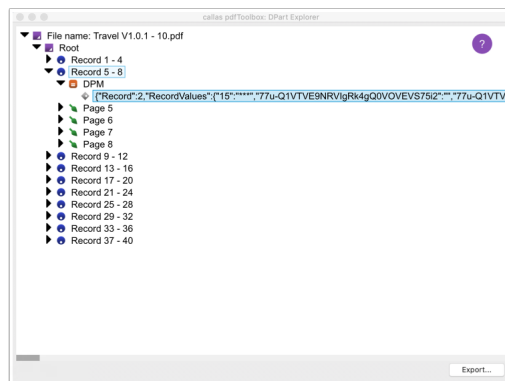 callas pdfToolbox: DPart Explorer
File name: Travel V1.0.1 - 10.pdf
?
Root
Record 1 - 4
Record 5 - 8
DPM
{"Record":2,"RecordValues":{"15":"***","77u-Q1VTVE9NRVIgRk4gQ0VOVEVS75i2":"","77u-Q1VTV
Page 5
Page 6
Page 7
Page 8
Record 9 - 12
Record 13 - 16
Record 17 - 20
Record 21 - 24
Record 25 - 28
Record 29 - 32
Record 33 - 36
Record 37 - 40
Export...